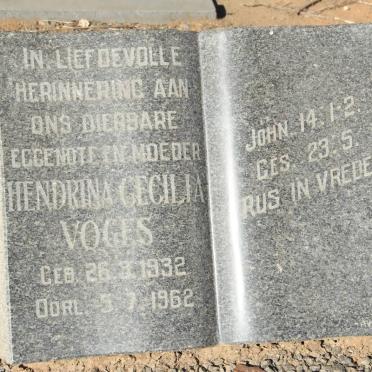 IN LIEFDEVOLLE
HERINNERING AAN
ONS DIERBARE
EGGENOTE EN MOEDER
HENDRINA CECILIA
VOGES
GEB. 26.3.1932
OORL. 5.7.1962
JOHN. 14.1-2.
GES. 23.5.
RUS IN VREDE